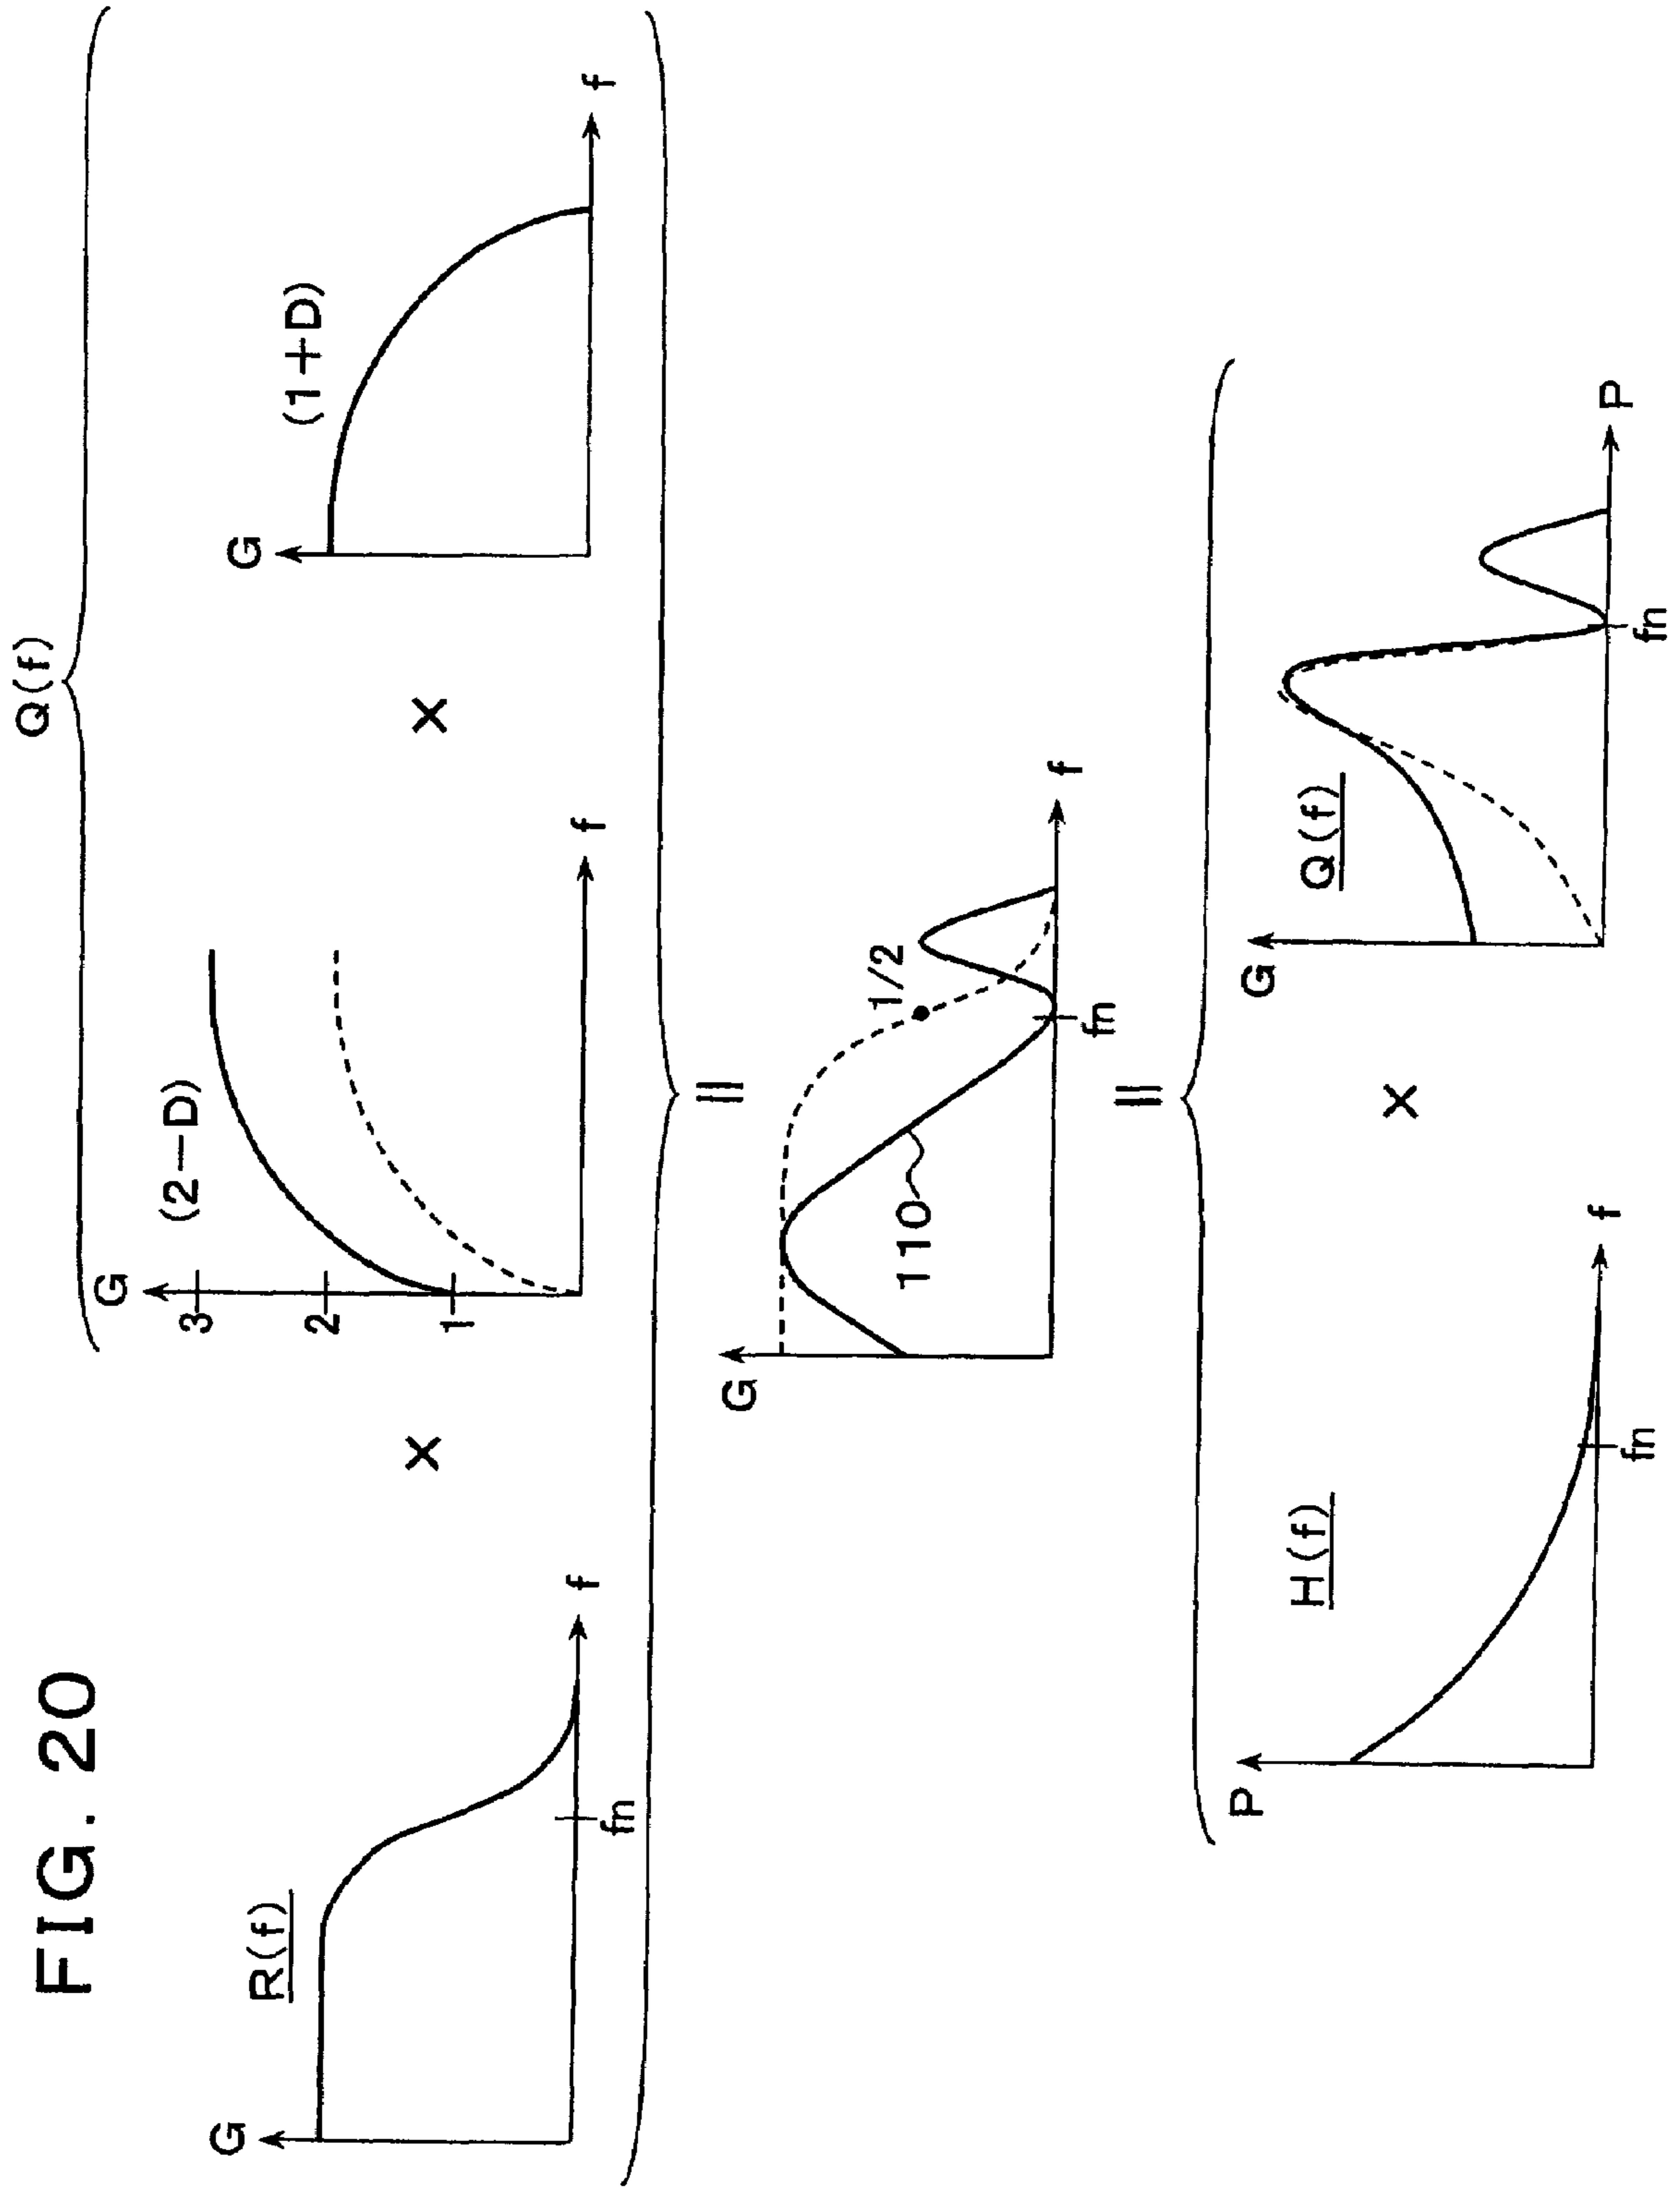 FIG. 20
Q(f)
R(f)
G
fn
f
×
(2—D)
G
3
2
1
f
×
(1+D)
G
f
=
G
110
1/2
fn
f
=
H(f)
P
fn
f
×
Q(f)
G
fn
P